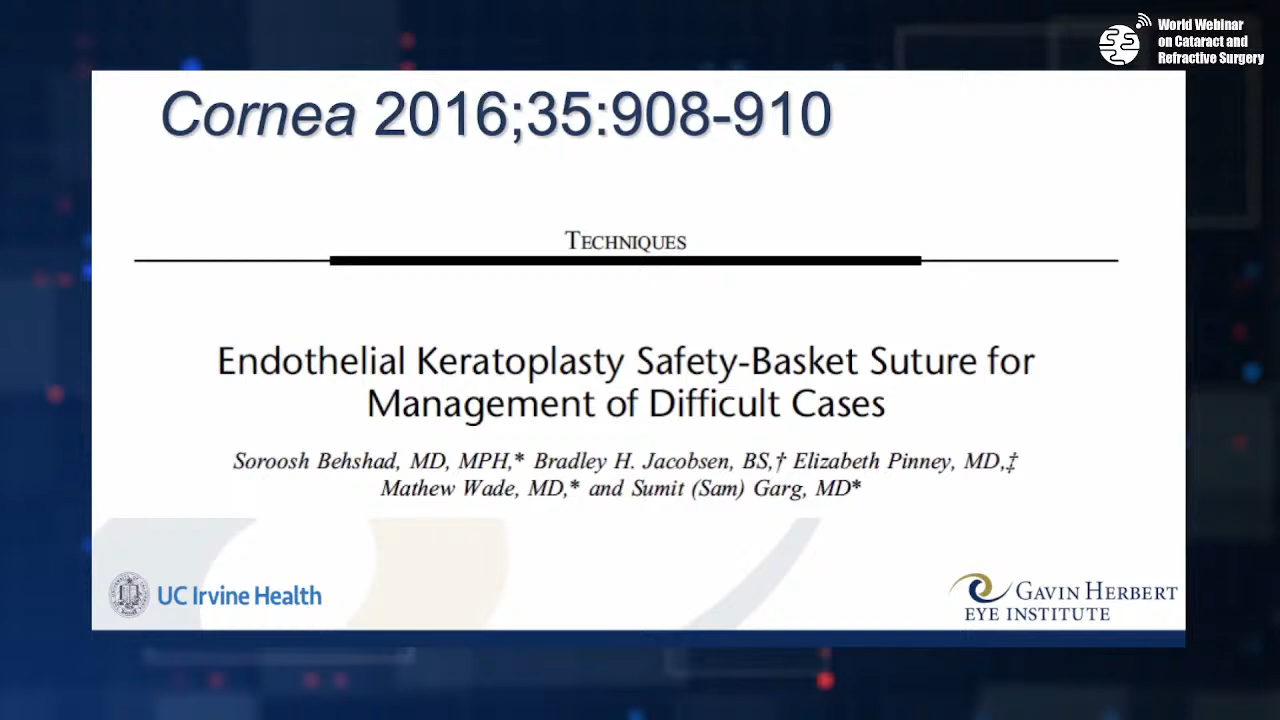 World Webinar
on Cataract and
Refractive Surgery
Cornea 2016;35:908-910
TECHNIQUES
Endothelial Keratoplasty Safety-Basket Suture for
Management of Difficult Cases
Soroosh Behshad, MD, MPH,* Bradley H. Jacobsen, BS,† Elizabeth Pinney, MD,‡
Mathew Wade, MD,* and Sumit (Sam) Garg, MD*
UC Irvine Health
GAVIN HERBERT
EYE INSTITUTE